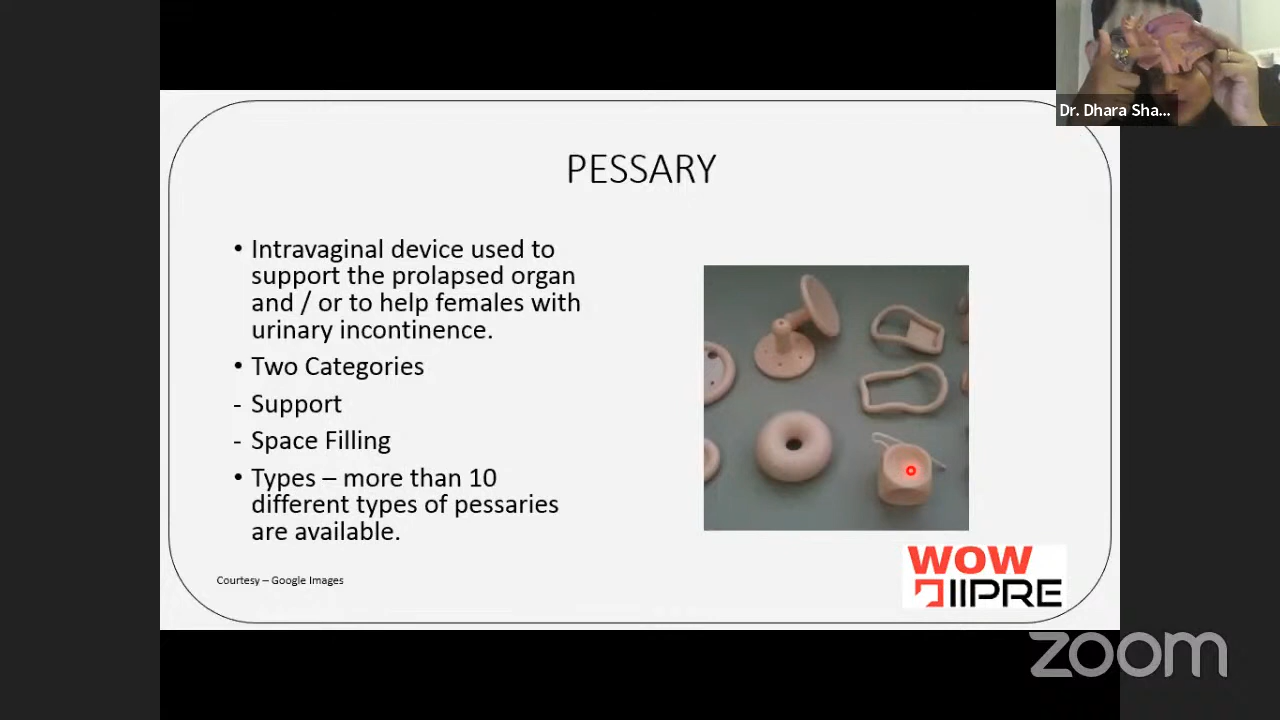 Dr. Dhara Sha...
PESSARY
• Intravaginal device used to
support the prolapsed organ
and / or to help females with
urinary incontinence.
• Two Categories
- Support
- Space Filling
• Types – more than 10
different types of pessaries
are available.
Courtesy – Google Images
WOW
IIPRE
zoom